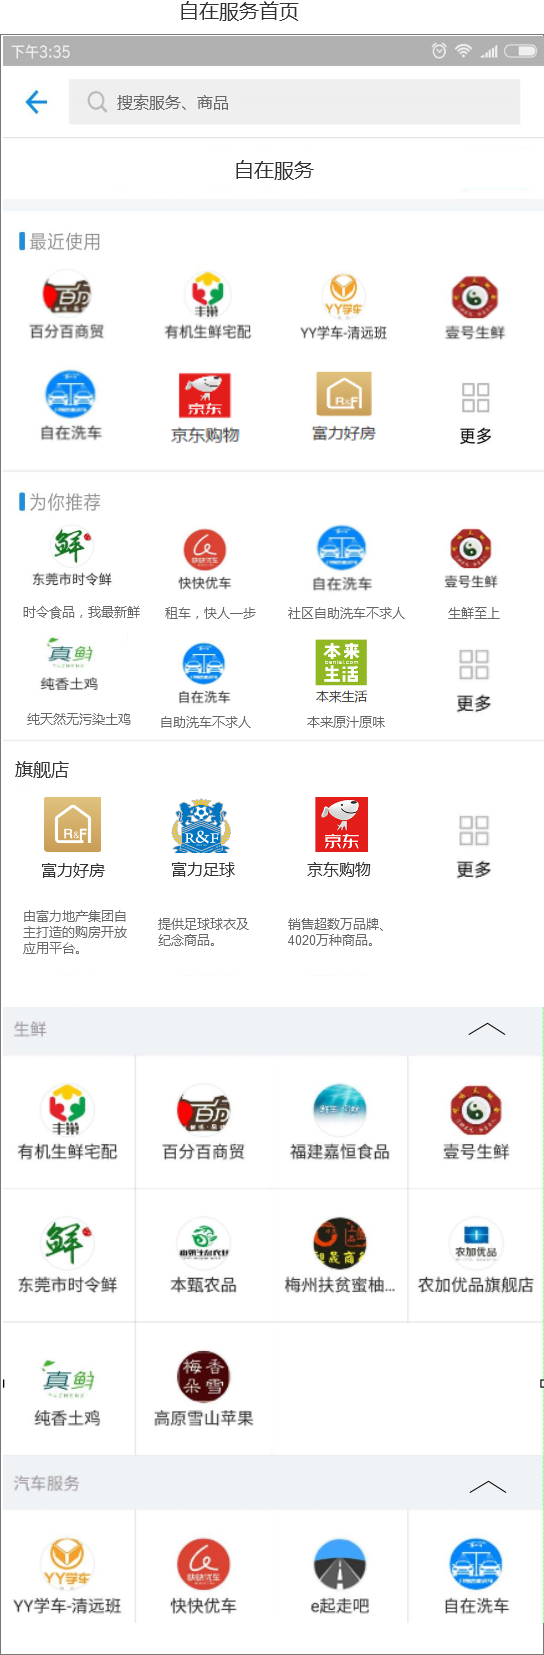 自在服务首页
下午3:35
搜索服务、商品
自在服务
最近使用
百分百商贸 有机生鲜宅配 YY学车-清远班 壹号生鲜
自在洗车 京东购物 富力好房 更多
为你推荐
东莞市时令鲜 快快优车 自在洗车 壹号生鲜
时令食品，我最新鲜 租车，快人一步 社区自助洗车不求人 生鲜至上
纯香土鸡 自在洗车 本来生活 更多
纯天然无污染土鸡 自助洗车不求人 本来原汁原味
旗舰店
富力好房 富力足球 京东购物 更多
由富力地产集团自
主打造的购房开放
应用平台。
提供足球球衣及
纪念商品。
销售超数万品牌、
4020万种商品。
生鲜
有机生鲜宅配 百分百商贸 福建嘉恒食品 壹号生鲜
东莞市时令鲜 本甄农品 梅州扶贫蜜柚... 农加优品旗舰店
纯香土鸡 高原雪山苹果
汽车服务
YY学车-清远班 快快优车 e起走吧 自在洗车